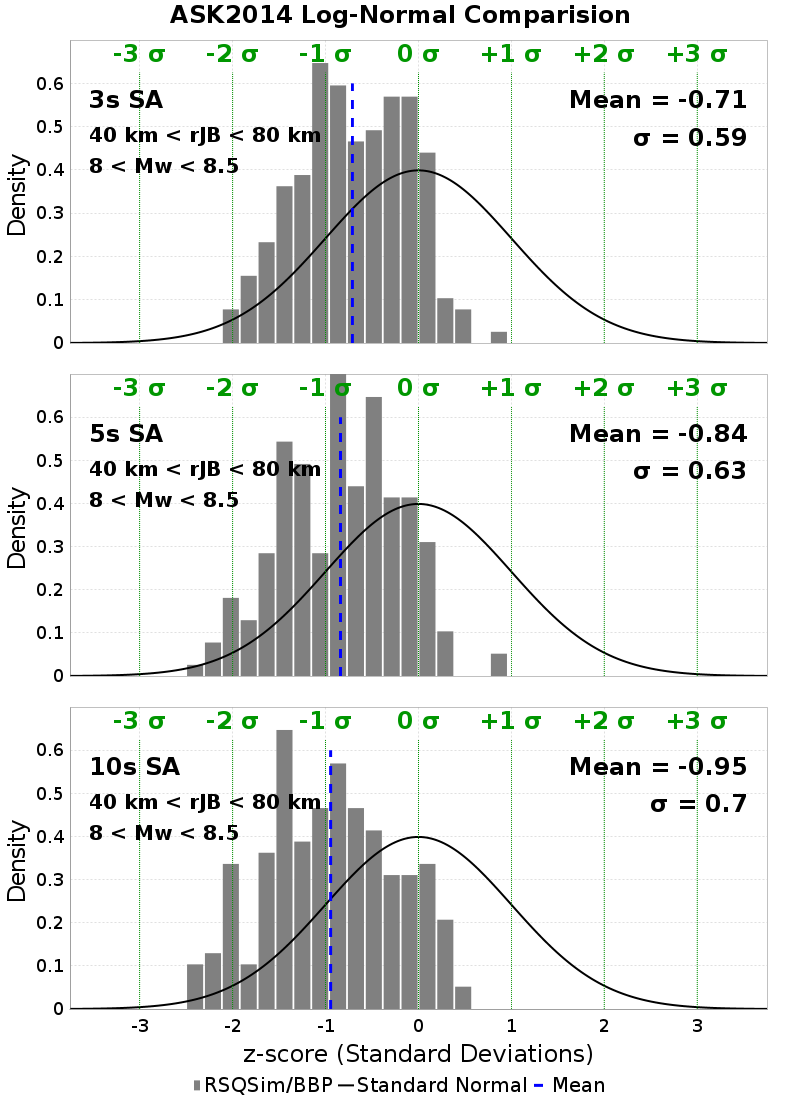 ASK2014 Log-Normal Comparision
-3 σ -2 σ -1 σ 0 σ +1 σ +2 σ +3 σ
3s SA
Mean = -0.71
40 km < rJB < 80 km
σ = 0.59
8 < Mw < 8.5
Density
0.6
0.5
0.4
0.3
0.2
0.1
0
-3 σ -2 σ -1 σ 0 σ +1 σ +2 σ +3 σ
5s SA
Mean = -0.84
40 km < rJB < 80 km
σ = 0.63
8 < Mw < 8.5
Density
0.6
0.5
0.4
0.3
0.2
0.1
0
-3 σ -2 σ -1 σ 0 σ +1 σ +2 σ +3 σ
10s SA
Mean = -0.95
40 km < rJB < 80 km
σ = 0.7
8 < Mw < 8.5
Density
0.6
0.5
0.4
0.3
0.2
0.1
0
-3 -2 -1 0 1 2 3
z-score (Standard Deviations)
RSQSim/BBP Standard Normal Mean